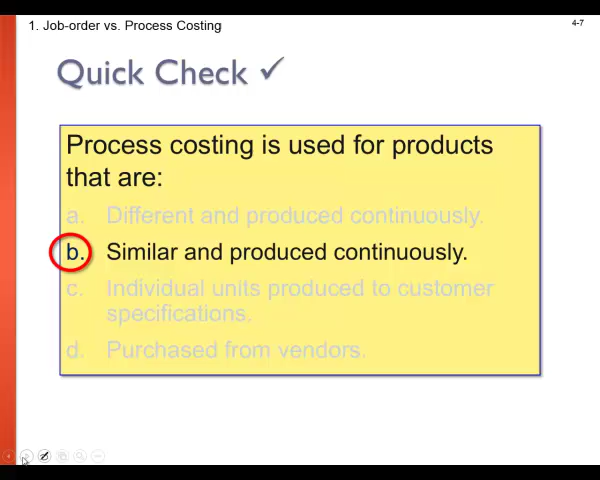 1. Job-order vs. Process Costing
4-7
Quick Check ✓
Process costing is used for products
that are:
a. Different and produced continuously.
b. Similar and produced continuously.
c. Individual units produced to customer
specifications.
d. Purchased from vendors.